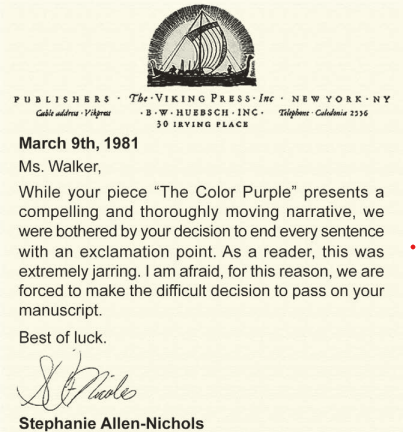 PUBLISHERS · The · VIKING PRESS · Inc · NEW YORK · NY
Cable address · Vikpress · B · W · HUEBSCH · INC · Telephone · Caledonia 2336
30 IRVING PLACE
March 9th, 1981
Ms. Walker,
While your piece “The Color Purple” presents a
compelling and thoroughly moving narrative, we
were bothered by your decision to end every sentence
with an exclamation point. As a reader, this was
extremely jarring. I am afraid, for this reason, we are
forced to make the difficult decision to pass on your
manuscript.
Best of luck.
Stephanie Allen-Nichols